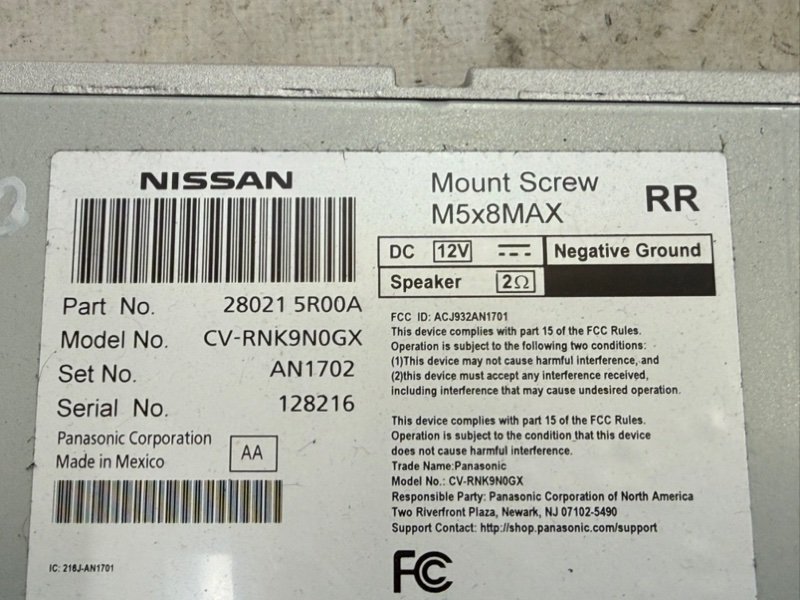 NISSAN
Part No. 28021 5R00A
Model No. CV-RNK9N0GX
Set No. AN1702
Serial No. 128216
Panasonic Corporation
Made in Mexico
AA
IC: 216J-AN1701
Mount Screw
M5x8MAX
RR
DC 12V Negative Ground
Speaker 2Ω
FCC ID: ACJ932AN1701
This device complies with part 15 of the FCC Rules.
Operation is subject to the following two conditions:
(1)This device may not cause harmful interference, and
(2)this device must accept any interference received,
including interference that may cause undesired operation.
This device complies with part 15 of the FCC Rules.
Operation is subject to the condition that this device
does not cause harmful interference.
Trade Name:Panasonic
Model No.: CV-RNK9N0GX
Responsible Party: Panasonic Corporation of North America
Two Riverfront Plaza, Newark, NJ 07102-5490
Support Contact: http://shop.panasonic.com/support
FC